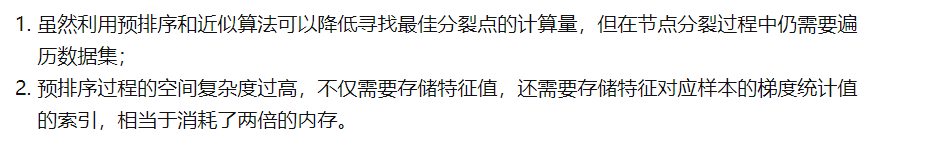 1. 虽然利用预排序和近似算法可以降低寻找最佳分裂点的计算量，但在节点分裂过程中仍需要遍
历数据集；
2. 预排序过程的空间复杂度过高，不仅需要存储特征值，还需要存储特征对应样本的梯度统计值
的索引，相当于消耗了两倍的内存。